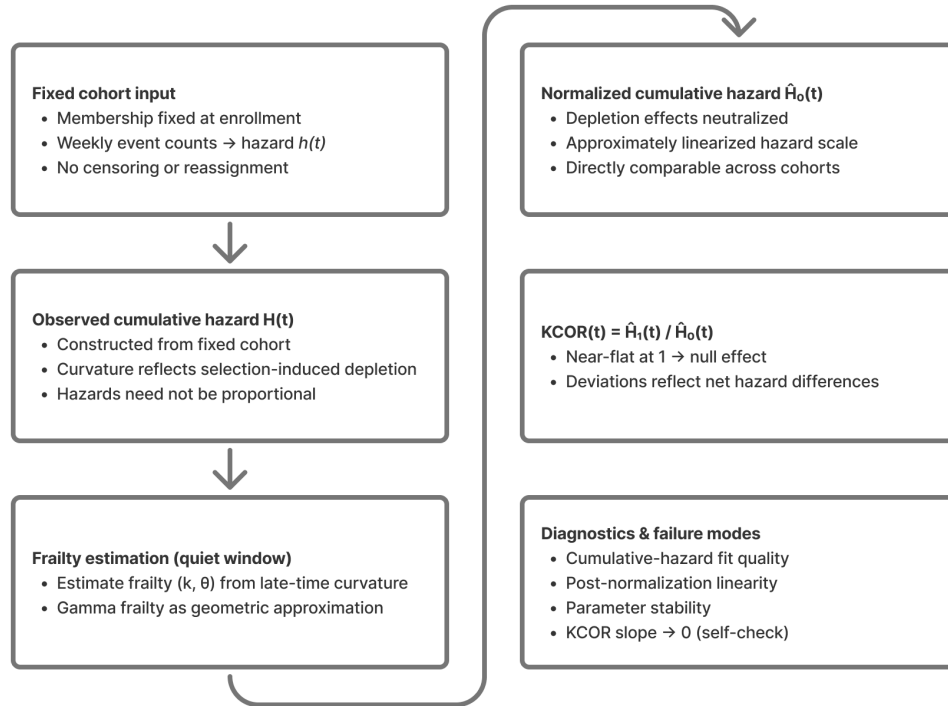 Fixed cohort input
• Membership fixed at enrollment
• Weekly event counts → hazard h(t)
• No censoring or reassignment
Observed cumulative hazard H(t)
• Constructed from fixed cohort
• Curvature reflects selection-induced depletion
• Hazards need not be proportional
Frailty estimation (quiet window)
• Estimate frailty (k, θ) from late-time curvature
• Gamma frailty as geometric approximation
Normalized cumulative hazard Ĥ₀(t)
• Depletion effects neutralized
• Approximately linearized hazard scale
• Directly comparable across cohorts
KCOR(t) = Ĥ₁(t) / Ĥ₀(t)
• Near-flat at 1 → null effect
• Deviations reflect net hazard differences
Diagnostics & failure modes
• Cumulative-hazard fit quality
• Post-normalization linearity
• Parameter stability
• KCOR slope → 0 (self-check)